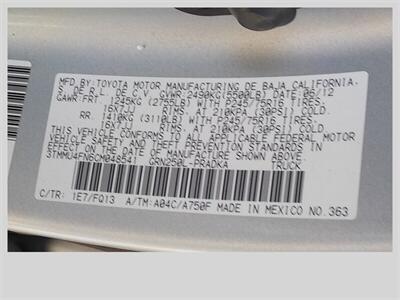 MFD.BY:TOYOTA MOTOR MANUFACTURING DE BAJA CALIFORNIA.
S. DE R.L. DE C.V. GVWR:2490KG(5500LB) DATE: 06/12
GAWR:FRT. 1245KG (2755LB) WITH P245/75R16 TIRES,
16X7JJ RIMS, AT 210KPA (30PSI) COLD.
RR. 1410KG (3110LB) WITH P245/75R16 TIRES,
16X7JJ RIMS, AT 210KPA (30PSI) COLD.
THIS VEHICLE CONFORMS TO ALL APPLICABLE FEDERAL MOTOR
VEHICLE SAFETY AND THEFT PREVENTION STANDARDS IN
EFFECT ON THE DATE OF MANUFACTURE SHOWN ABOVE.
3TMMU4FN6CM048541 TRUCK
C/TR: 1E7/FQ13 A/TM:A04C/A750F MADE IN MEXICO NO.363